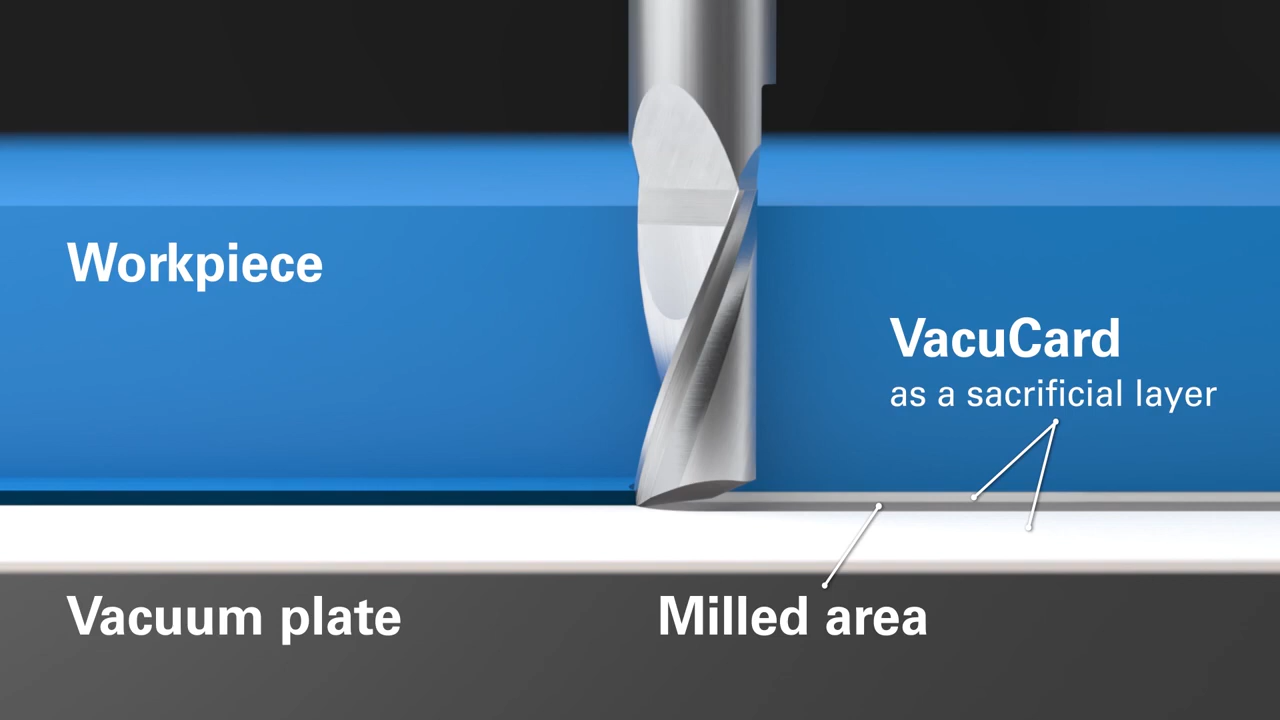 Workpiece
VacuCard
as a sacrificial layer
Vacuum plate
Milled area